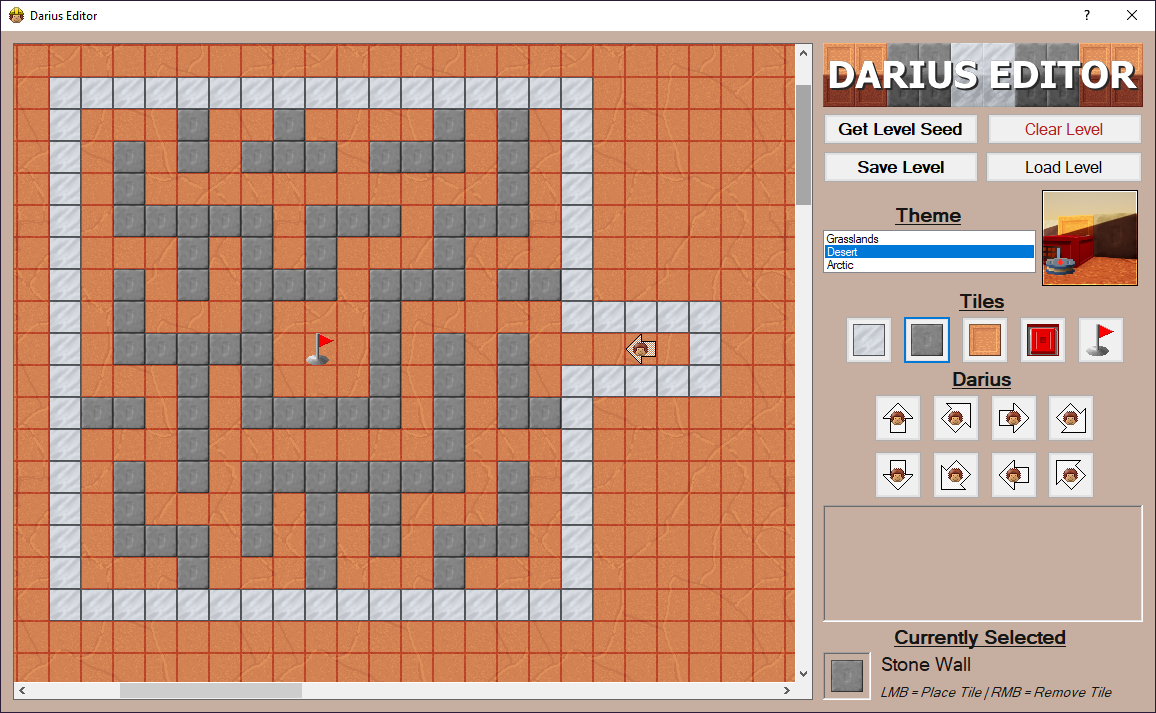 Darius Editor
?
DARIUS EDITOR
Get Level Seed
Clear Level
Save Level
Load Level
Theme
Grasslands
Desert
Arctic
Tiles
Darius
Currently Selected
Stone Wall
LMB = Place Tile | RMB = Remove Tile